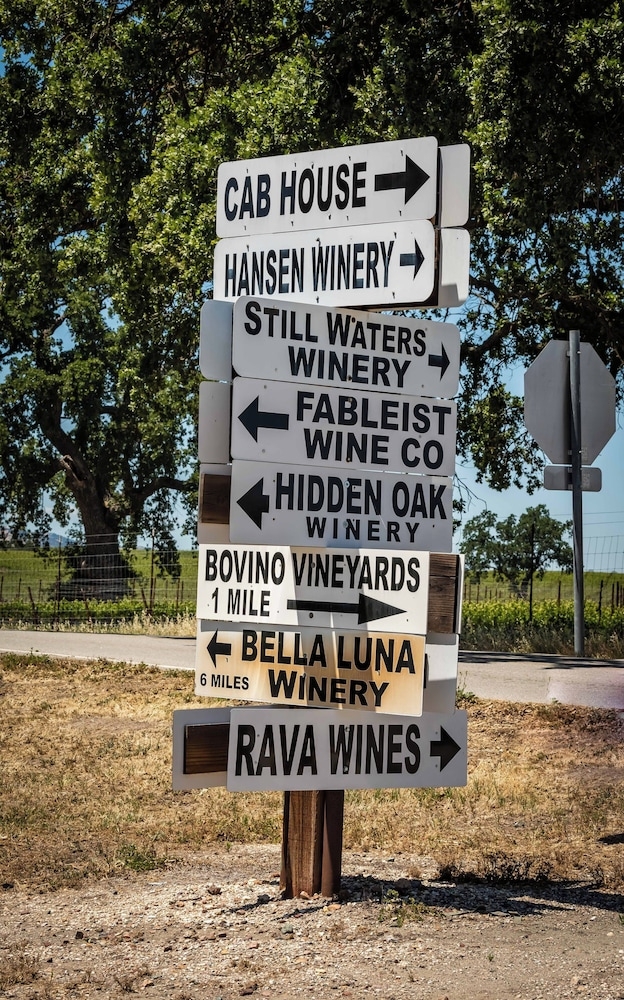 CAB HOUSE
HANSEN WINERY
STILL WATERS
WINERY
FABLEIST
WINE CO
HIDDEN OAK
WINERY
BOVINO VINEYARDS
1 MILE
BELLA LUNA
6 MILES WINERY
RAVA WINES